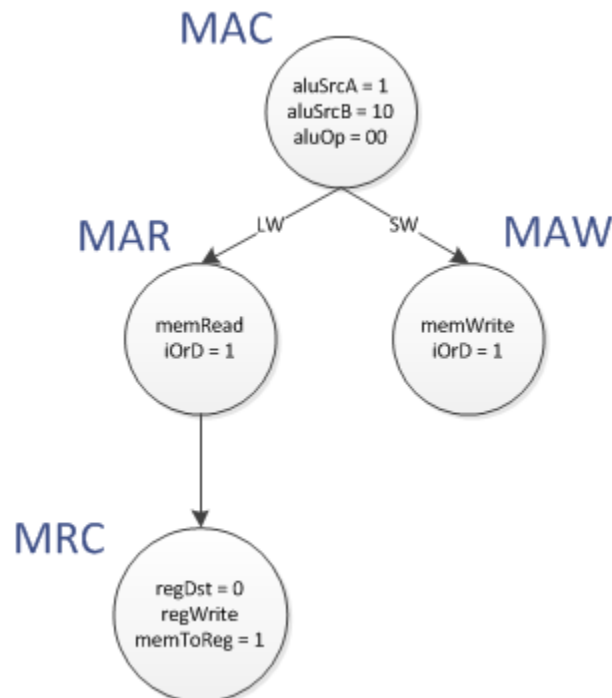 MAC
aluSrcA = 1
aluSrcB = 10
aluOp = 00
LW
SW
MAR
MAW
memRead
iOrD = 1
memWrite
iOrD = 1
MRC
regDst = 0
regWrite
memToReg = 1